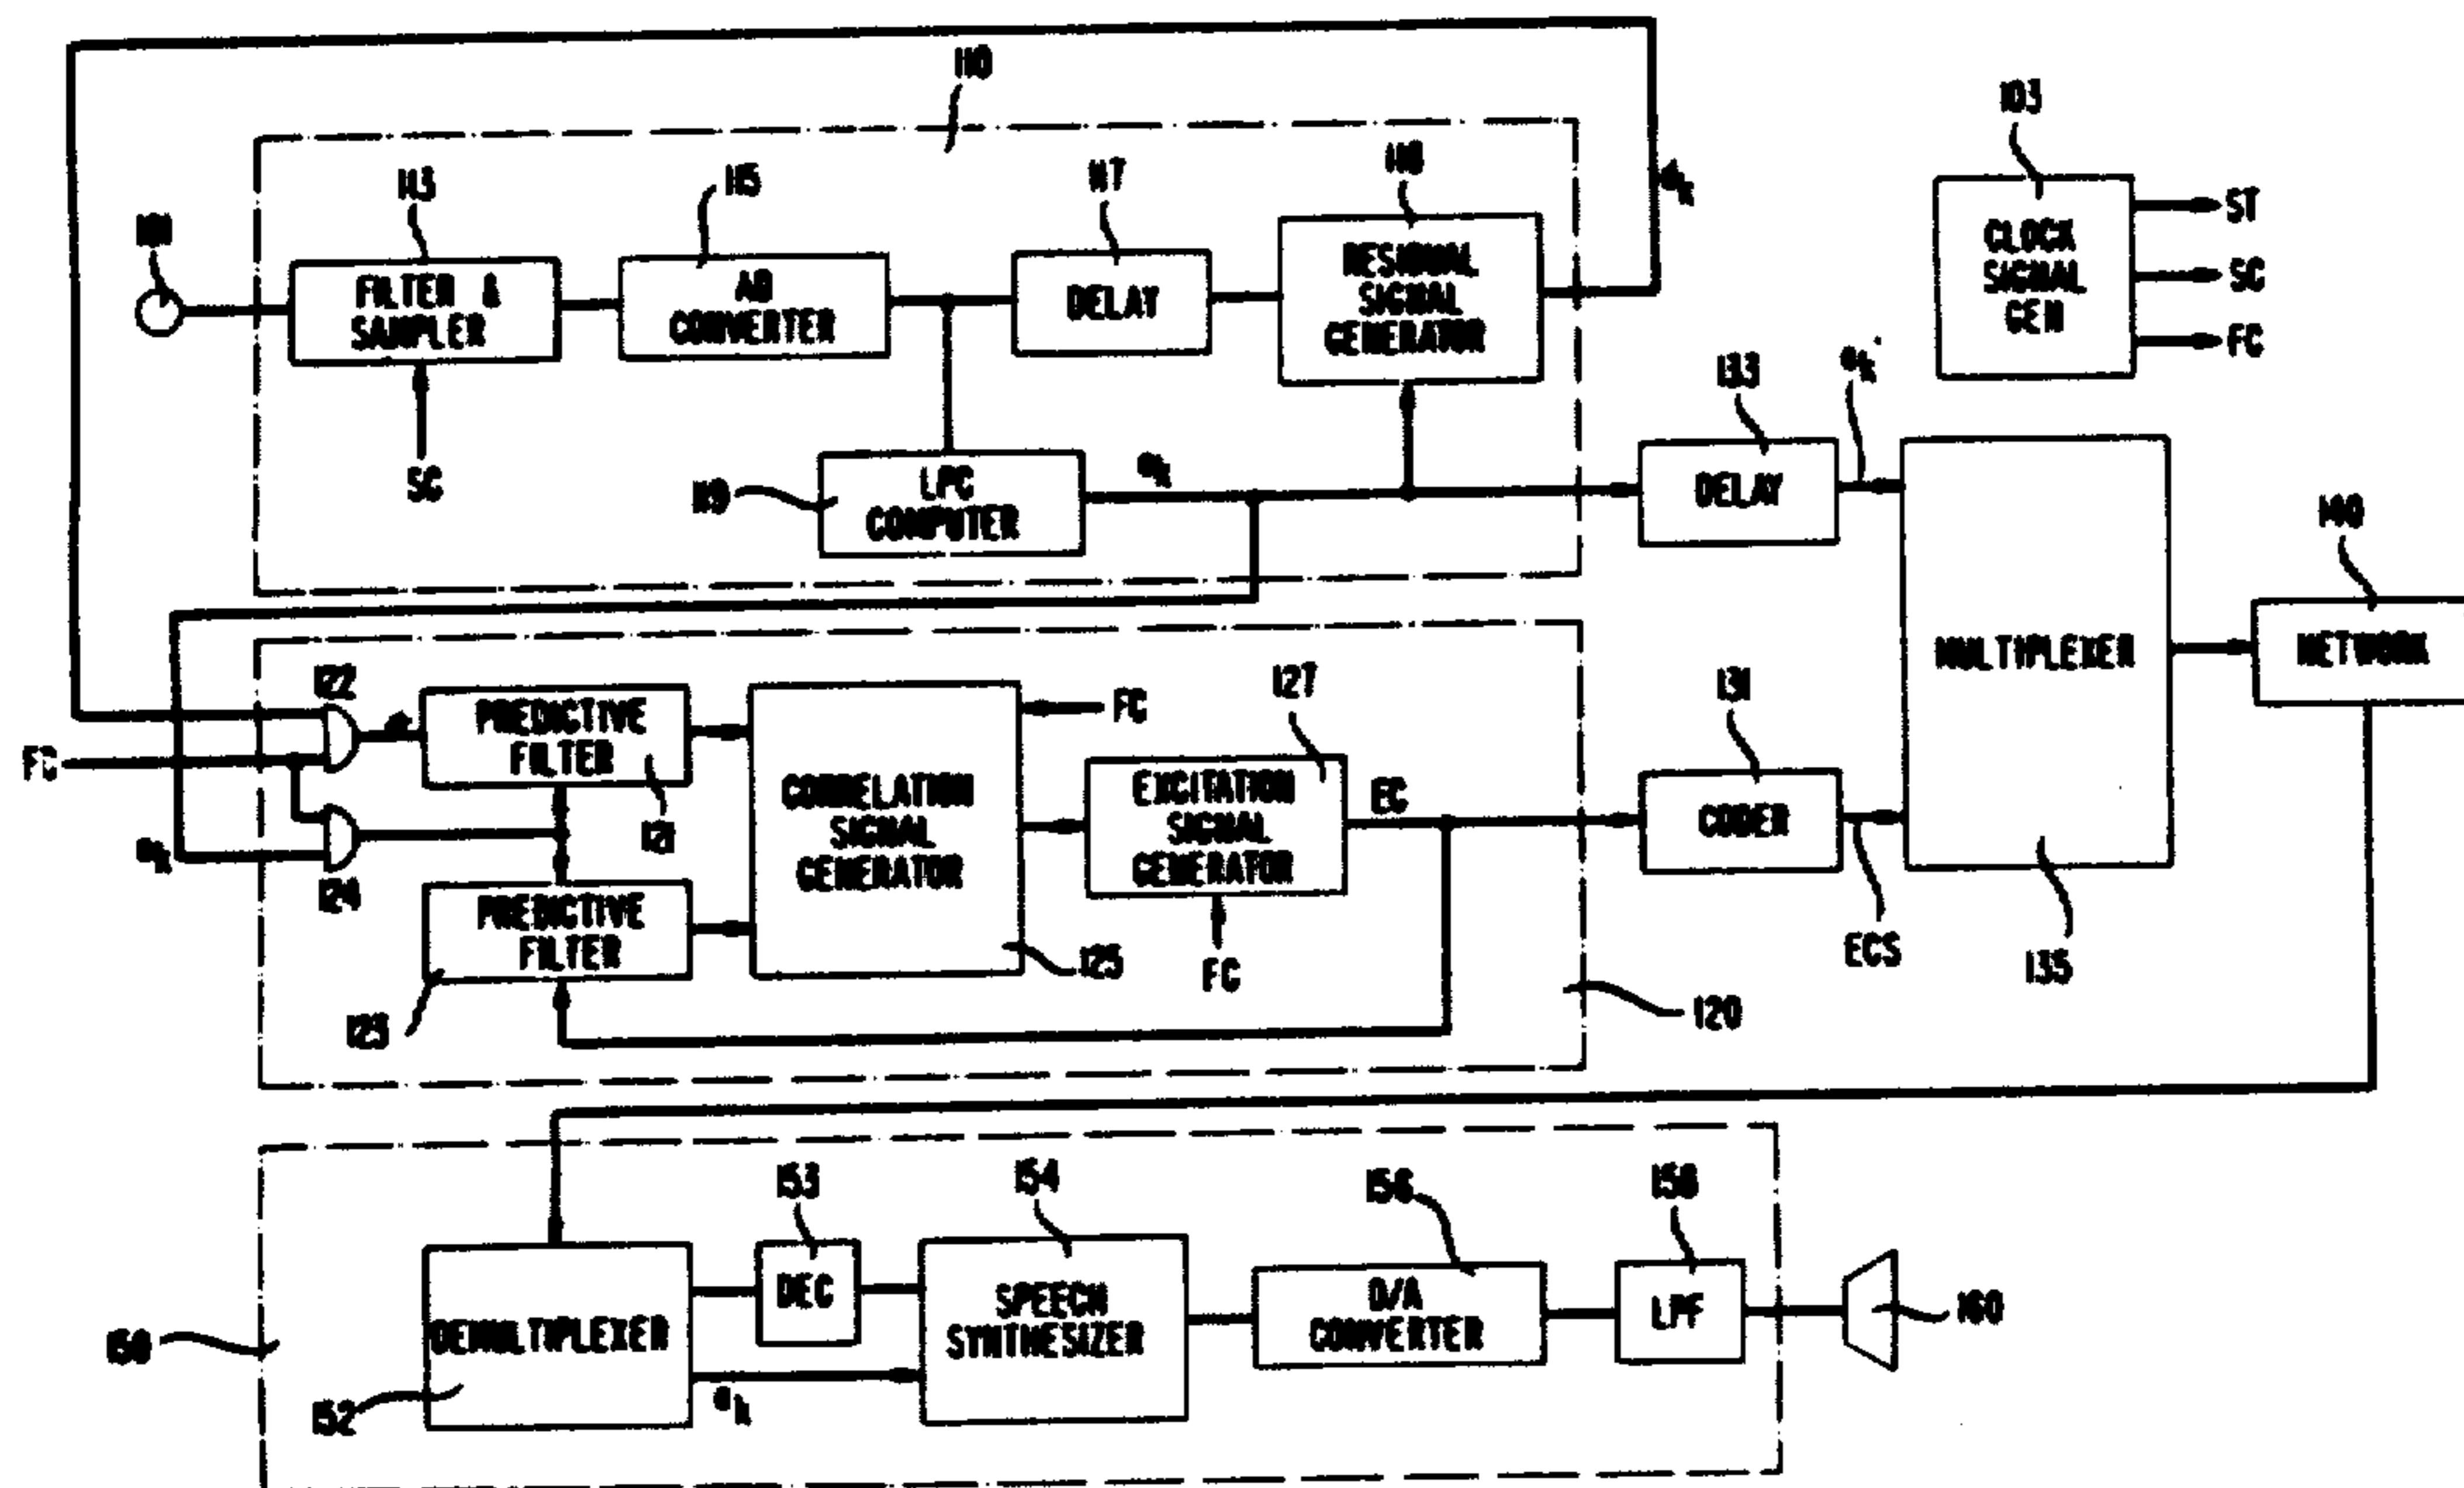 110
103
113
115
117
118
ST
SC
FC
CLOCK
SIGNAL
GEN
FILTER &
SAMPLER
AD
CONVERTER
DELAY
RESIDUAL
SIGNAL
GENERATOR
133
SC
119
LPC
COMPUTER
DELAY
140
MULTIPLEXER
NETWORK
122
FC
PREDICTIVE
FILTER
121
FC
127
131
CORRELATION
SIGNAL
GENERATOR
EXCITATION
SIGNAL
GENERATOR
EC
CODER
124
PREDICTIVE
FILTER
123
125
FC
ECS
135
120
153
154
156
158
DEMULTIPLEXER
DEC
SPEECH
SYNTHESIZER
D/A
CONVERTER
LPF
160
150
152